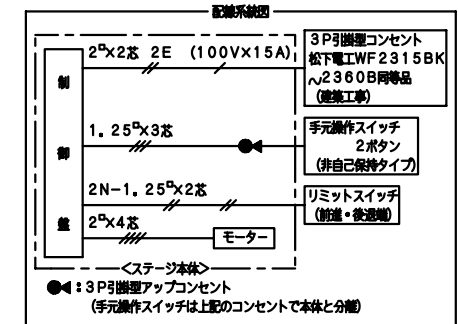 配線系統図
2□×2芯 2E (100V×15A)
3P引掛型コンセント
松下電工WF2315BK
～2360B同等品
(建築工事)
制御盤
1.25□×3芯
手元操作スイッチ
2ボタン
(非自己保持タイプ)
2N-1.25□×2芯
リミットスイッチ
(前進・後退端)
2□×4芯
モーター
<ステージ本体>
:3P引掛型アップコンセント
(手元操作スイッチは上記のコンセントで本体と分離)